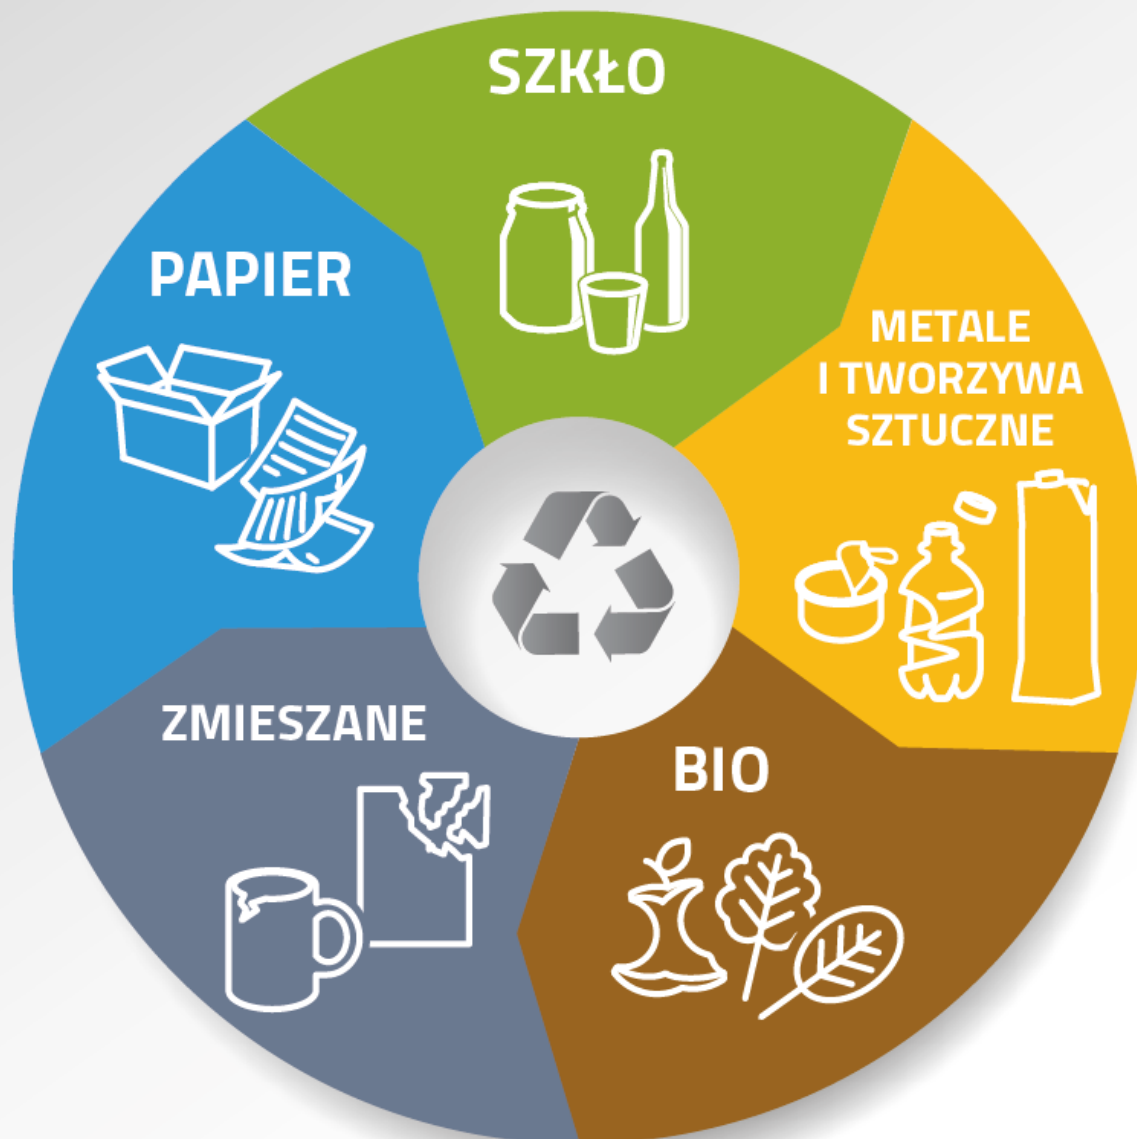 SZKŁO
PAPIER
METALE
I TWORZYWA
SZTUCZNE
ZMIESZANE
BIO